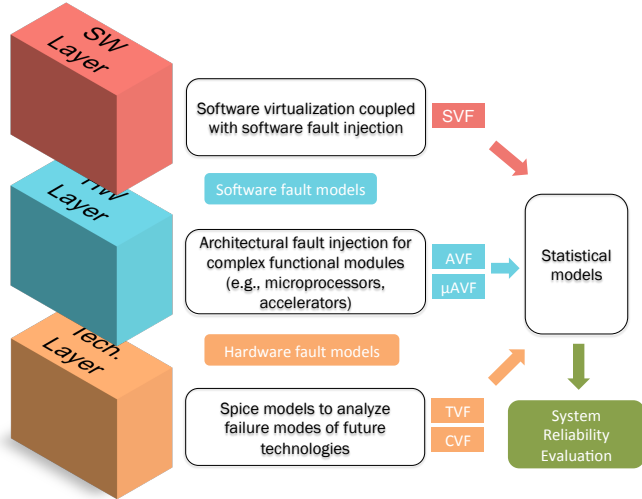 SW
Layer
Software virtualization coupled
with software fault injection
SVF
Software fault models
HW
Layer
Architectural fault injection for
complex functional modules
(e.g., microprocessors,
accelerators)
AVF
μAVF
Statistical
models
Hardware fault models
Tech.
Layer
Spice models to analyze
failure modes of future
technologies
TVF
CVF
System
Reliability
Evaluation